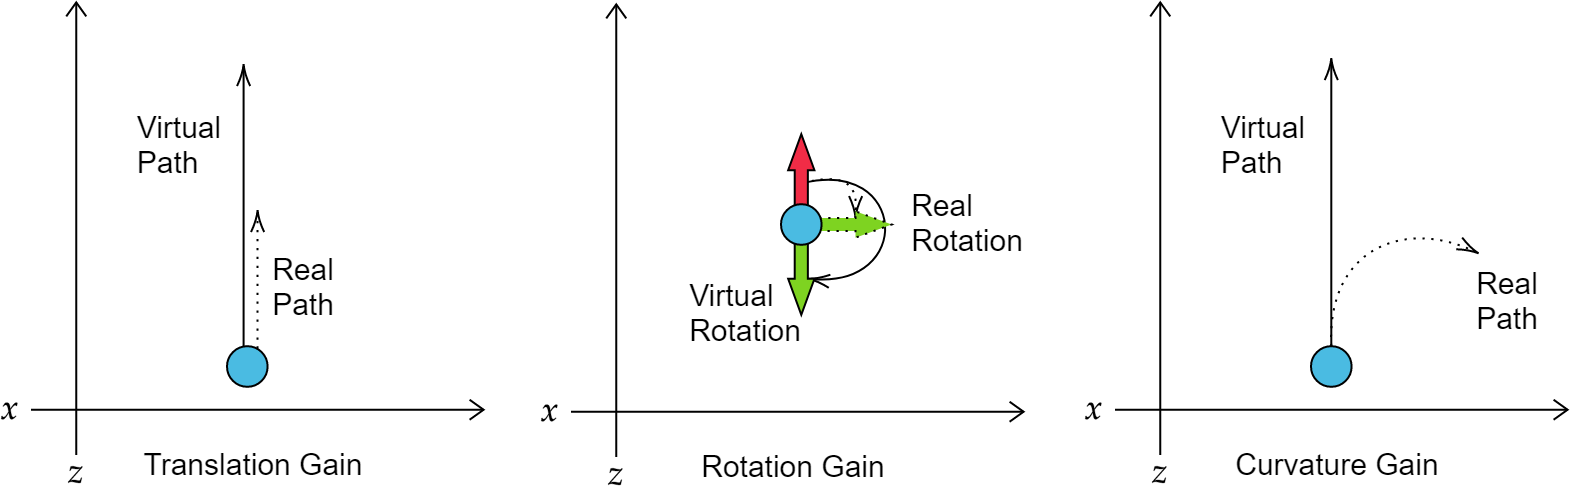 Virtual
Path
Real
Path
x
z
Translation Gain
Real
Rotation
Virtual
Rotation
x
z
Rotation Gain
Virtual
Path
Real
Path
x
z
Curvature Gain